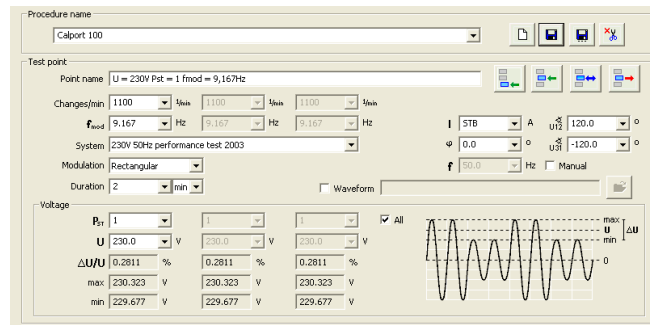 Procedure name
Calport 100
Test point
Point name U = 230V Pst = 1 fmod = 9,167Hz
Changes/min 1100 1/min 1100 1/min 1100 1/min
fmod 9.167 Hz 9.167 Hz 9.167 Hz I STB A U12 120.0 °
System 230V 50Hz performance test 2003 φ 0.0 ° U31 -120.0 °
Modulation Rectangular f 50.0 Hz Manual
Duration 2 min Waveform
Voltage
PST 1 1 1 All
U 230.0 V 230.0 V 230.0 V
ΔU/U 0.2811 % 0.2811 % 0.2811 %
max 230.323 V 230.323 V 230.323 V
min 229.677 V 229.677 V 229.677 V
max
U ΔU
min
0